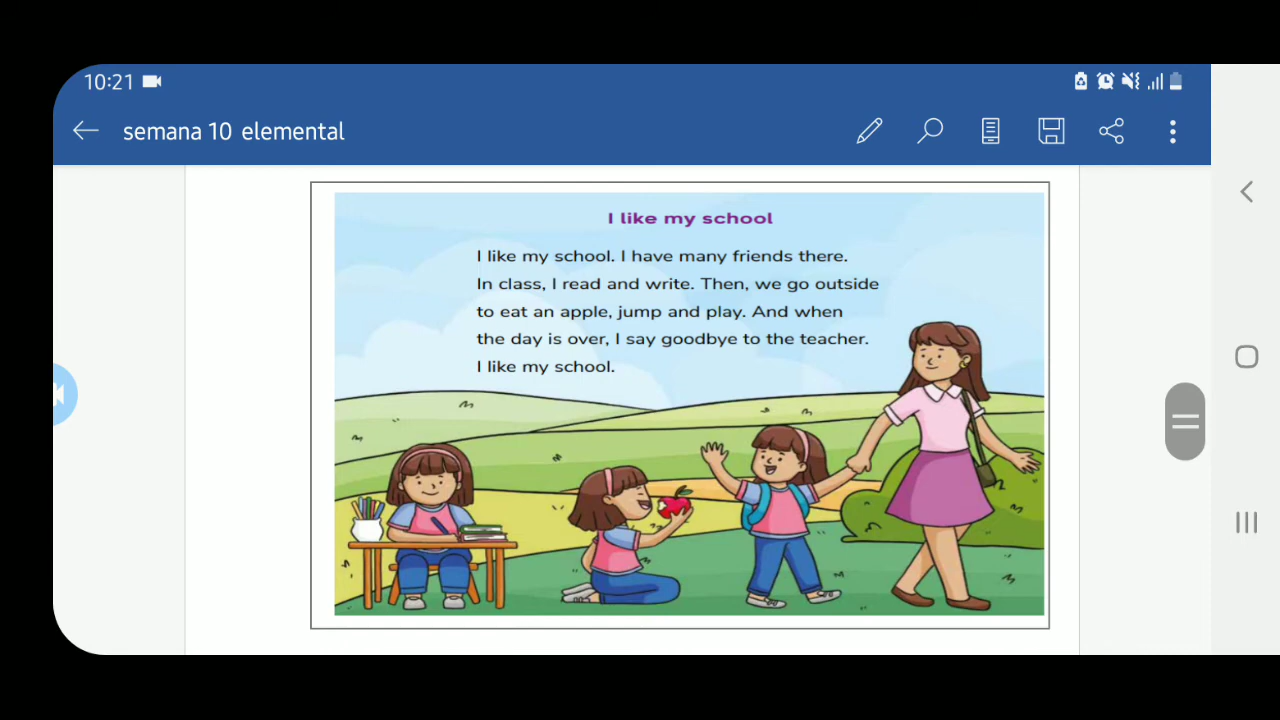 10:21
semana 10 elemental
I like my school
I like my school. I have many friends there.
In class, I read and write. Then, we go outside
to eat an apple, jump and play. And when
the day is over, I say goodbye to the teacher.
I like my school.